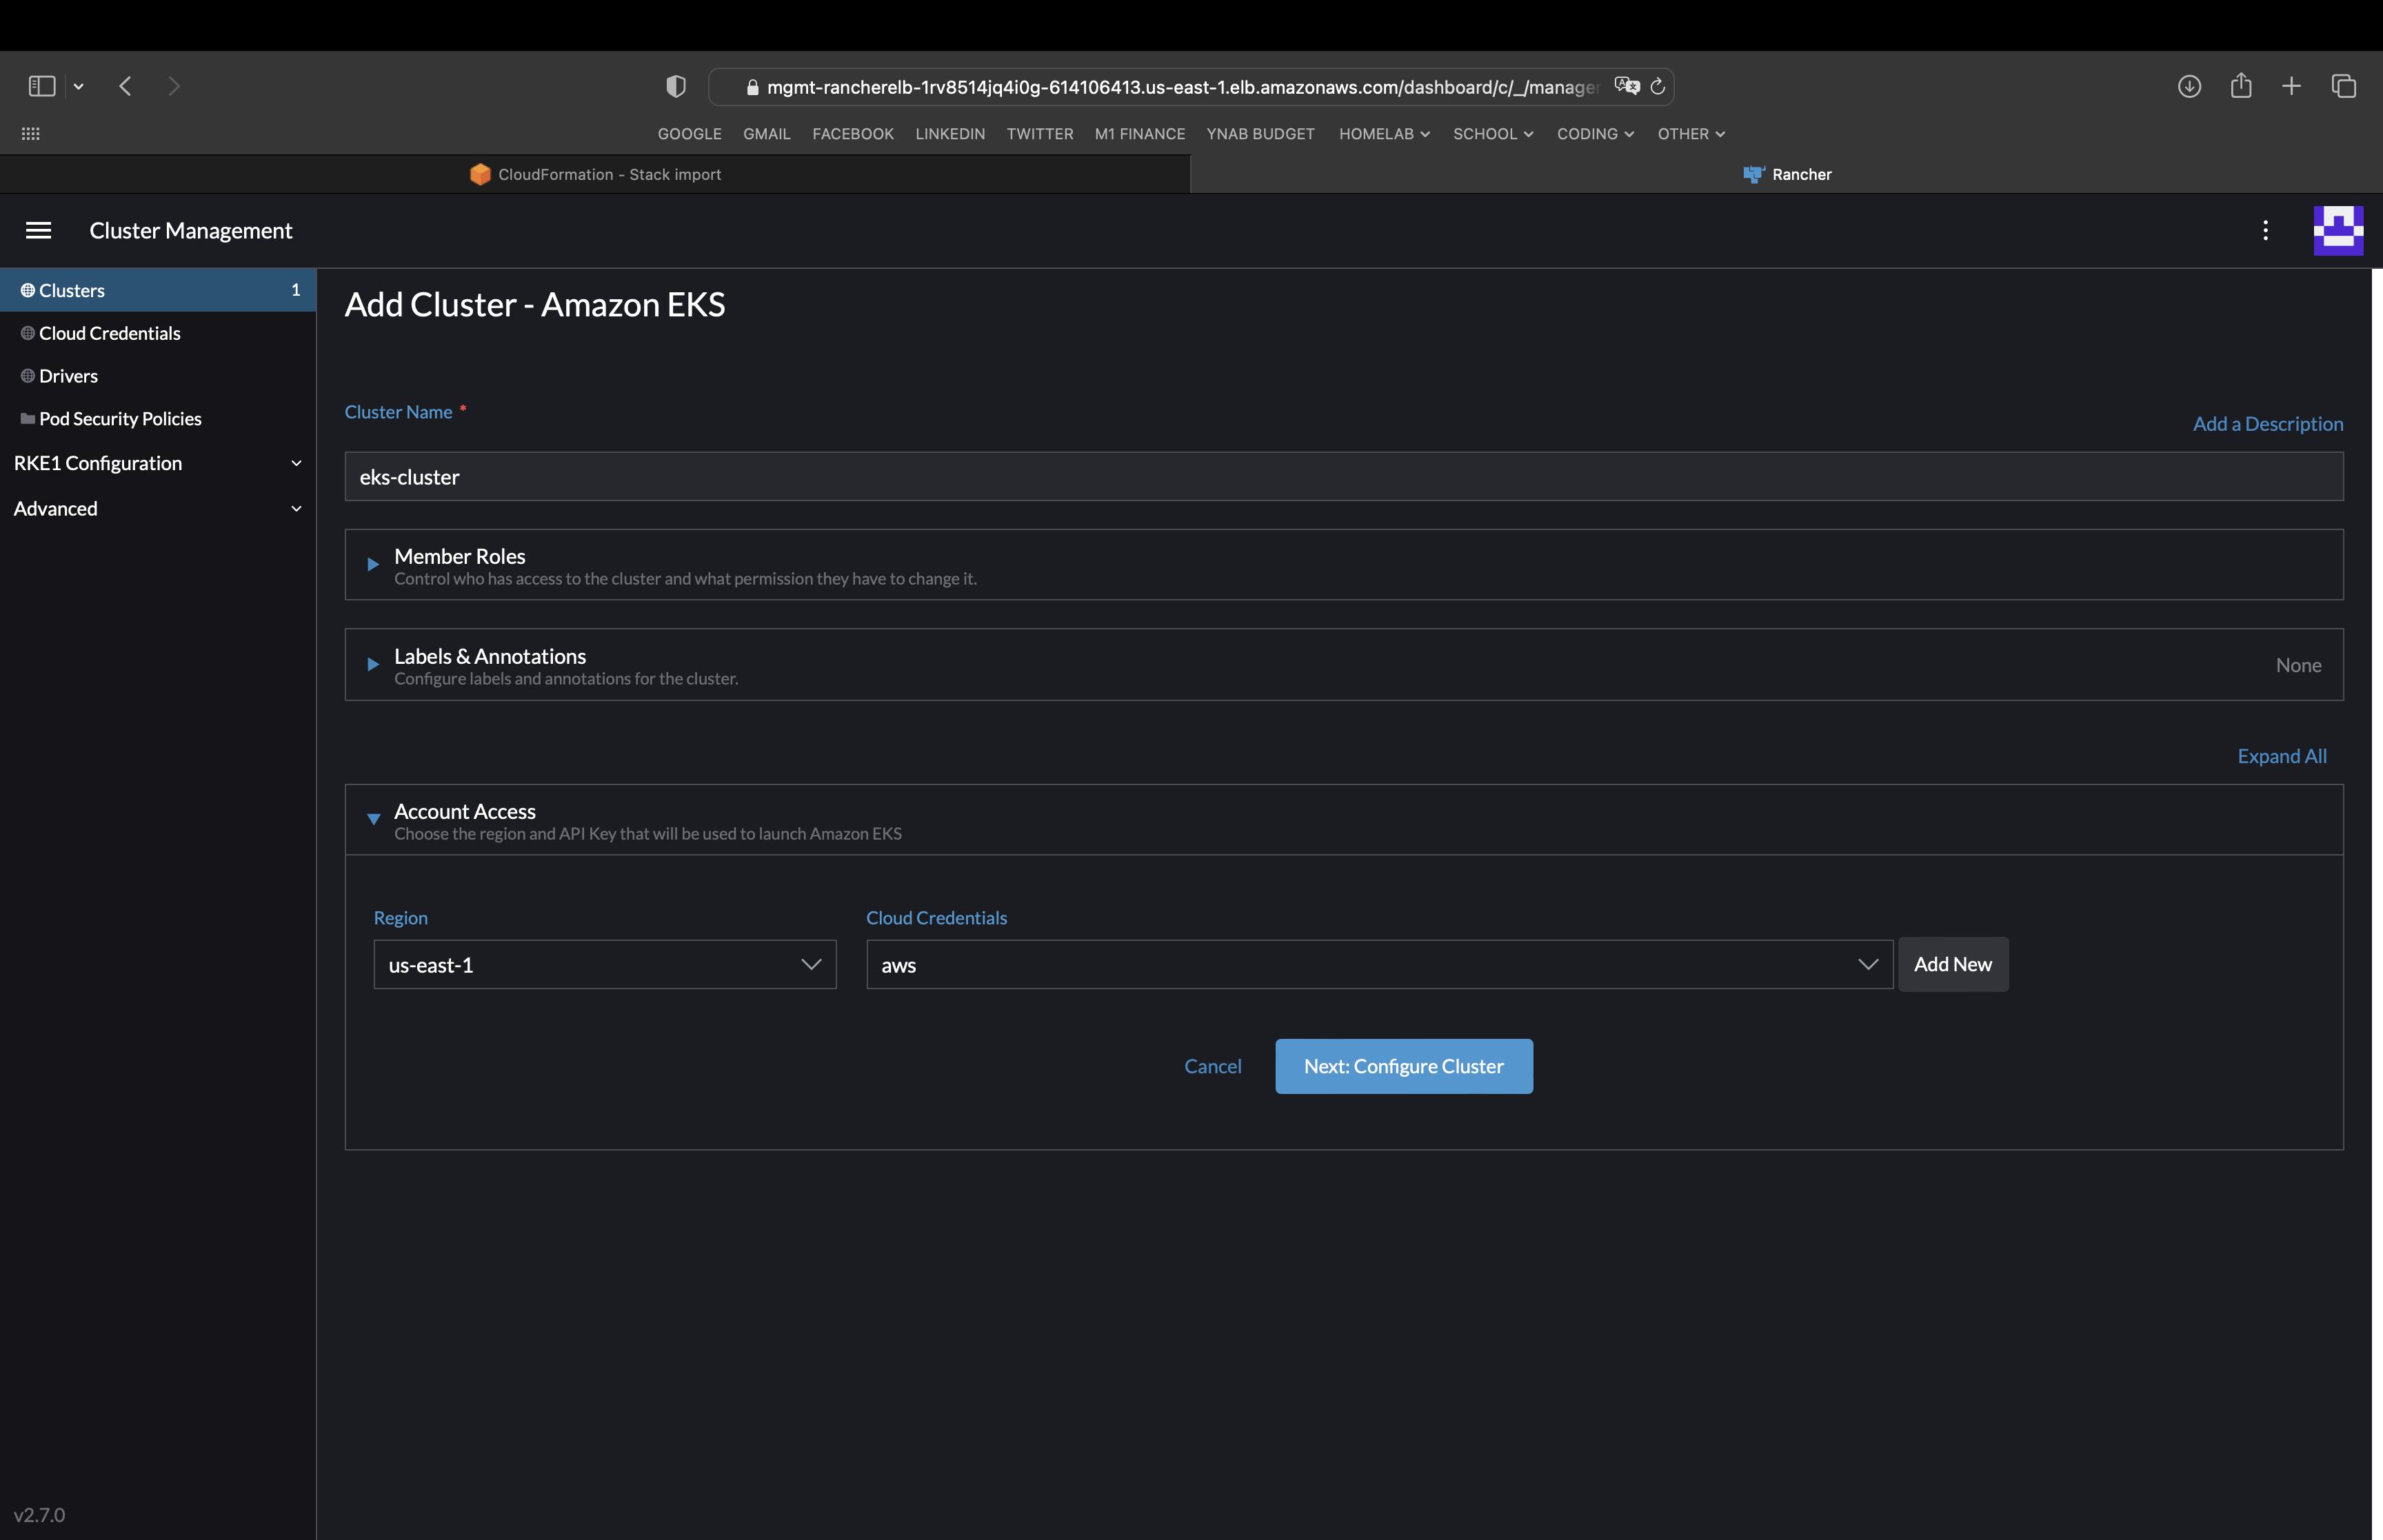 mgmt-rancherelb-1rv8514jq4i0g-614106413.us-east-1.elb.amazonaws.com/dashboard/c/_/manager
GOOGLE GMAIL FACEBOOK LINKEDIN TWITTER M1 FINANCE YNAB BUDGET HOMELAB SCHOOL CODING OTHER
CloudFormation - Stack import
Rancher
Cluster Management
Clusters 1
Cloud Credentials
Drivers
Pod Security Policies
RKE1 Configuration
Advanced
Add Cluster - Amazon EKS
Cluster Name *
Add a Description
eks-cluster
Member Roles
Control who has access to the cluster and what permission they have to change it.
Labels & Annotations
Configure labels and annotations for the cluster.
None
Expand All
Account Access
Choose the region and API Key that will be used to launch Amazon EKS
Region Cloud Credentials
us-east-1 aws Add New
Cancel Next: Configure Cluster
v2.7.0